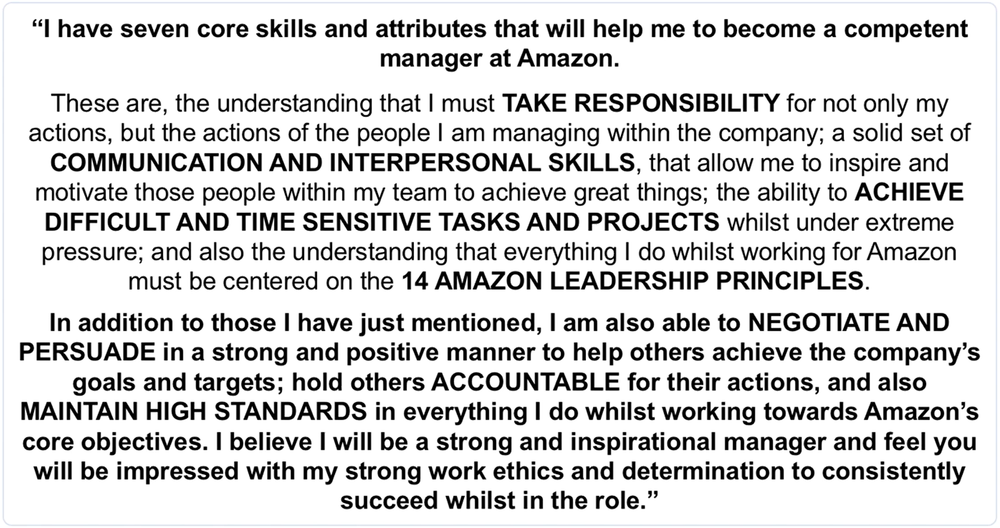 “I have seven core skills and attributes that will help me to become a competent
manager at Amazon.
These are, the understanding that I must TAKE RESPONSIBILITY for not only my
actions, but the actions of the people I am managing within the company; a solid set of
COMMUNICATION AND INTERPERSONAL SKILLS, that allow me to inspire and
motivate those people within my team to achieve great things; the ability to ACHIEVE
DIFFICULT AND TIME SENSITIVE TASKS AND PROJECTS whilst under extreme
pressure; and also the understanding that everything I do whilst working for Amazon
must be centered on the 14 AMAZON LEADERSHIP PRINCIPLES.
In addition to those I have just mentioned, I am also able to NEGOTIATE AND
PERSUADE in a strong and positive manner to help others achieve the company’s
goals and targets; hold others ACCOUNTABLE for their actions, and also
MAINTAIN HIGH STANDARDS in everything I do whilst working towards Amazon’s
core objectives. I believe I will be a strong and inspirational manager and feel you
will be impressed with my strong work ethics and determination to consistently
succeed whilst in the role.”